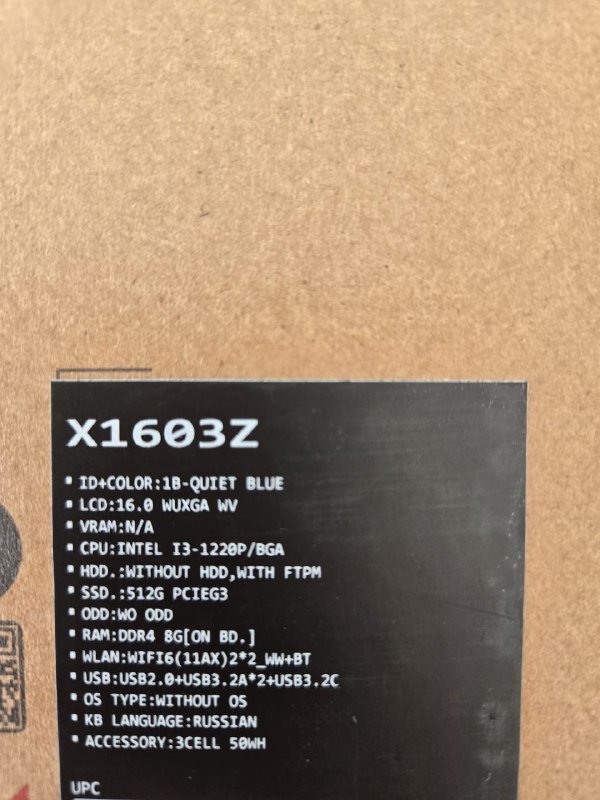 X1603Z
▪ ID+COLOR:1B-QUIET BLUE
▪ LCD:16.0 WUXGA WV
▪ VRAM:N/A
▪ CPU:INTEL I3-1220P/BGA
▪ HDD.:WITHOUT HDD,WITH FTPM
▪ SSD.:512G PCIEG3
▪ ODD:WO ODD
▪ RAM:DDR4 8G[ON BD.]
▪ WLAN:WIFI6(11AX)2*2_WW+BT
▪ USB:USB2.0+USB3.2A*2+USB3.2C
▪ OS TYPE:WITHOUT OS
▪ KB LANGUAGE:RUSSIAN
▪ ACCESSORY:3CELL 50WH
UPC